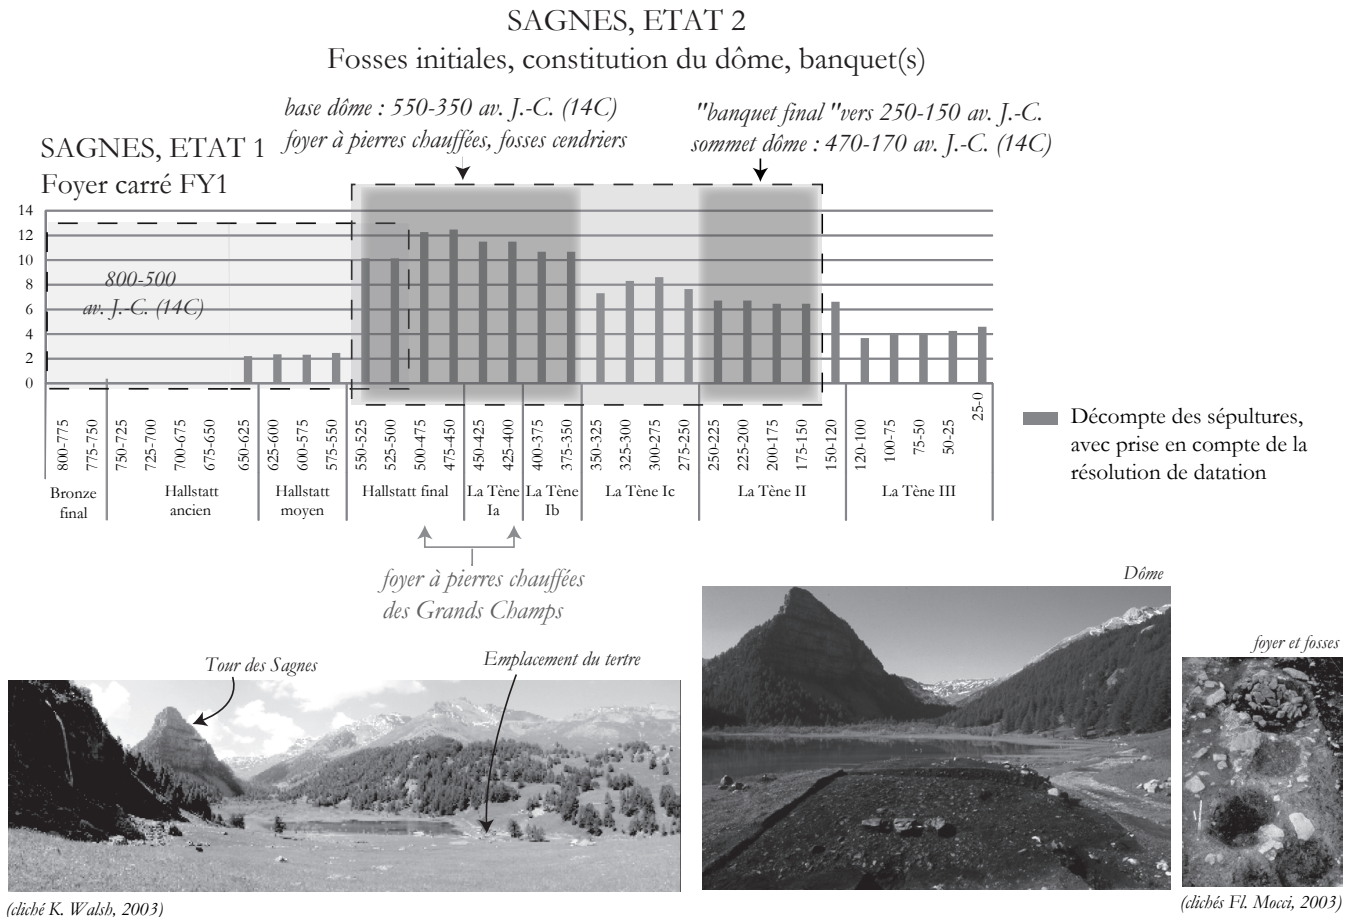 SAGNES, ETAT 2
Fosses initiales, constitution du dôme, banquet(s)
base dôme : 550-350 av. J.-C. (14C)
foyer à pierres chauffées, fosses cendriers
"banquet final "vers 250-150 av. J.-C.
sommet dôme : 470-170 av. J.-C. (14C)
SAGNES, ETAT 1
Foyer carré FY1
14
12
10
8
6
4
2
0
800-500
av. J.-C. (14C)
800-775
775-750
750-725
725-700
700-675
675-650
650-625
625-600
600-575
575-550
550-525
525-500
500-475
475-450
450-425
425-400
400-375
375-350
350-325
325-300
300-275
275-250
250-225
225-200
200-175
175-150
150-120
120-100
100-75
75-50
50-25
25-0
Bronze
final
Hallstatt
ancien
Hallstatt
moyen
Hallstatt final
La Tène
Ia
La Tène
Ib
La Tène Ic
La Tène II
La Tène III
Décompte des sépultures,
avec prise en compte de la
résolution de datation
foyer à pierres chauffées
des Grands Champs
Tour des Sagnes
Emplacement du tertre
Dôme
foyer et fosses
(cliché K. Walsh, 2003)
(clichés Fl. Mocci, 2003)